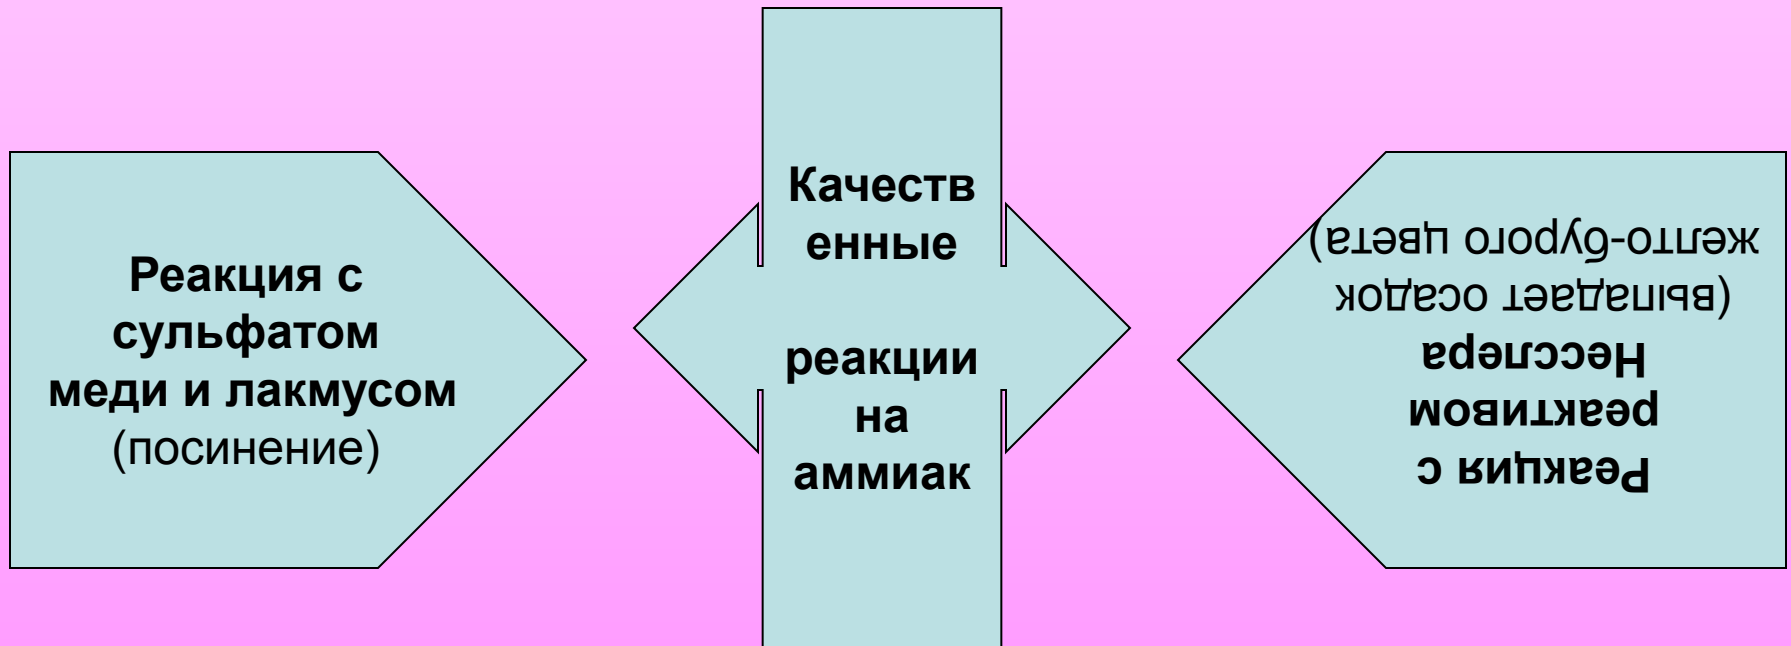 Реакция с
сульфатом
меди и лакмусом
(посинение)
Качеств
енные
реакции
на
аммиак
Реакция с
реактивом
Несслера
(выпадает осадок
желто-бурого цвета)